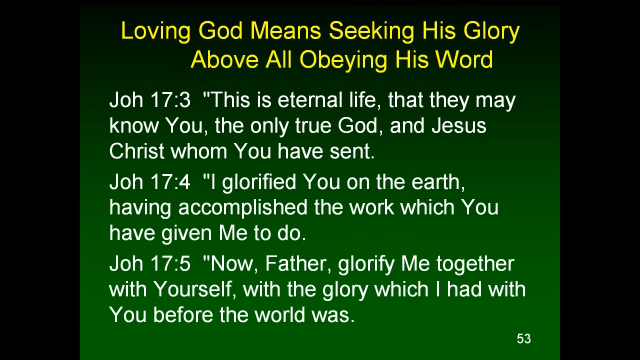 Loving God Means Seeking His Glory
Above All Obeying His Word
Joh 17:3 "This is eternal life, that they may
know You, the only true God, and Jesus
Christ whom You have sent.
Joh 17:4 "I glorified You on the earth,
having accomplished the work which You
have given Me to do.
Joh 17:5 "Now, Father, glorify Me together
with Yourself, with the glory which I had with
You before the world was.
53